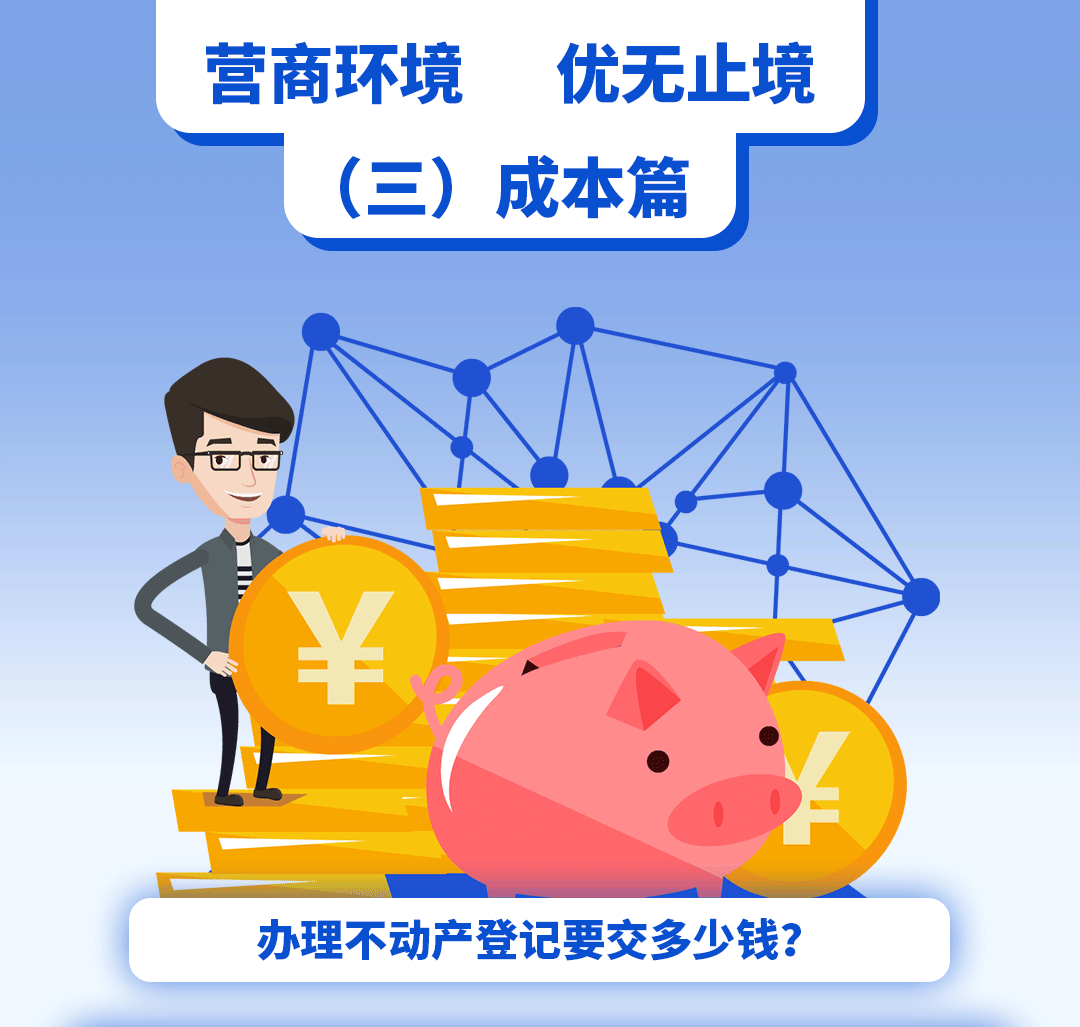 营商环境 优无止境
（三）成本篇
¥
¥
办理不动产登记要交多少钱？